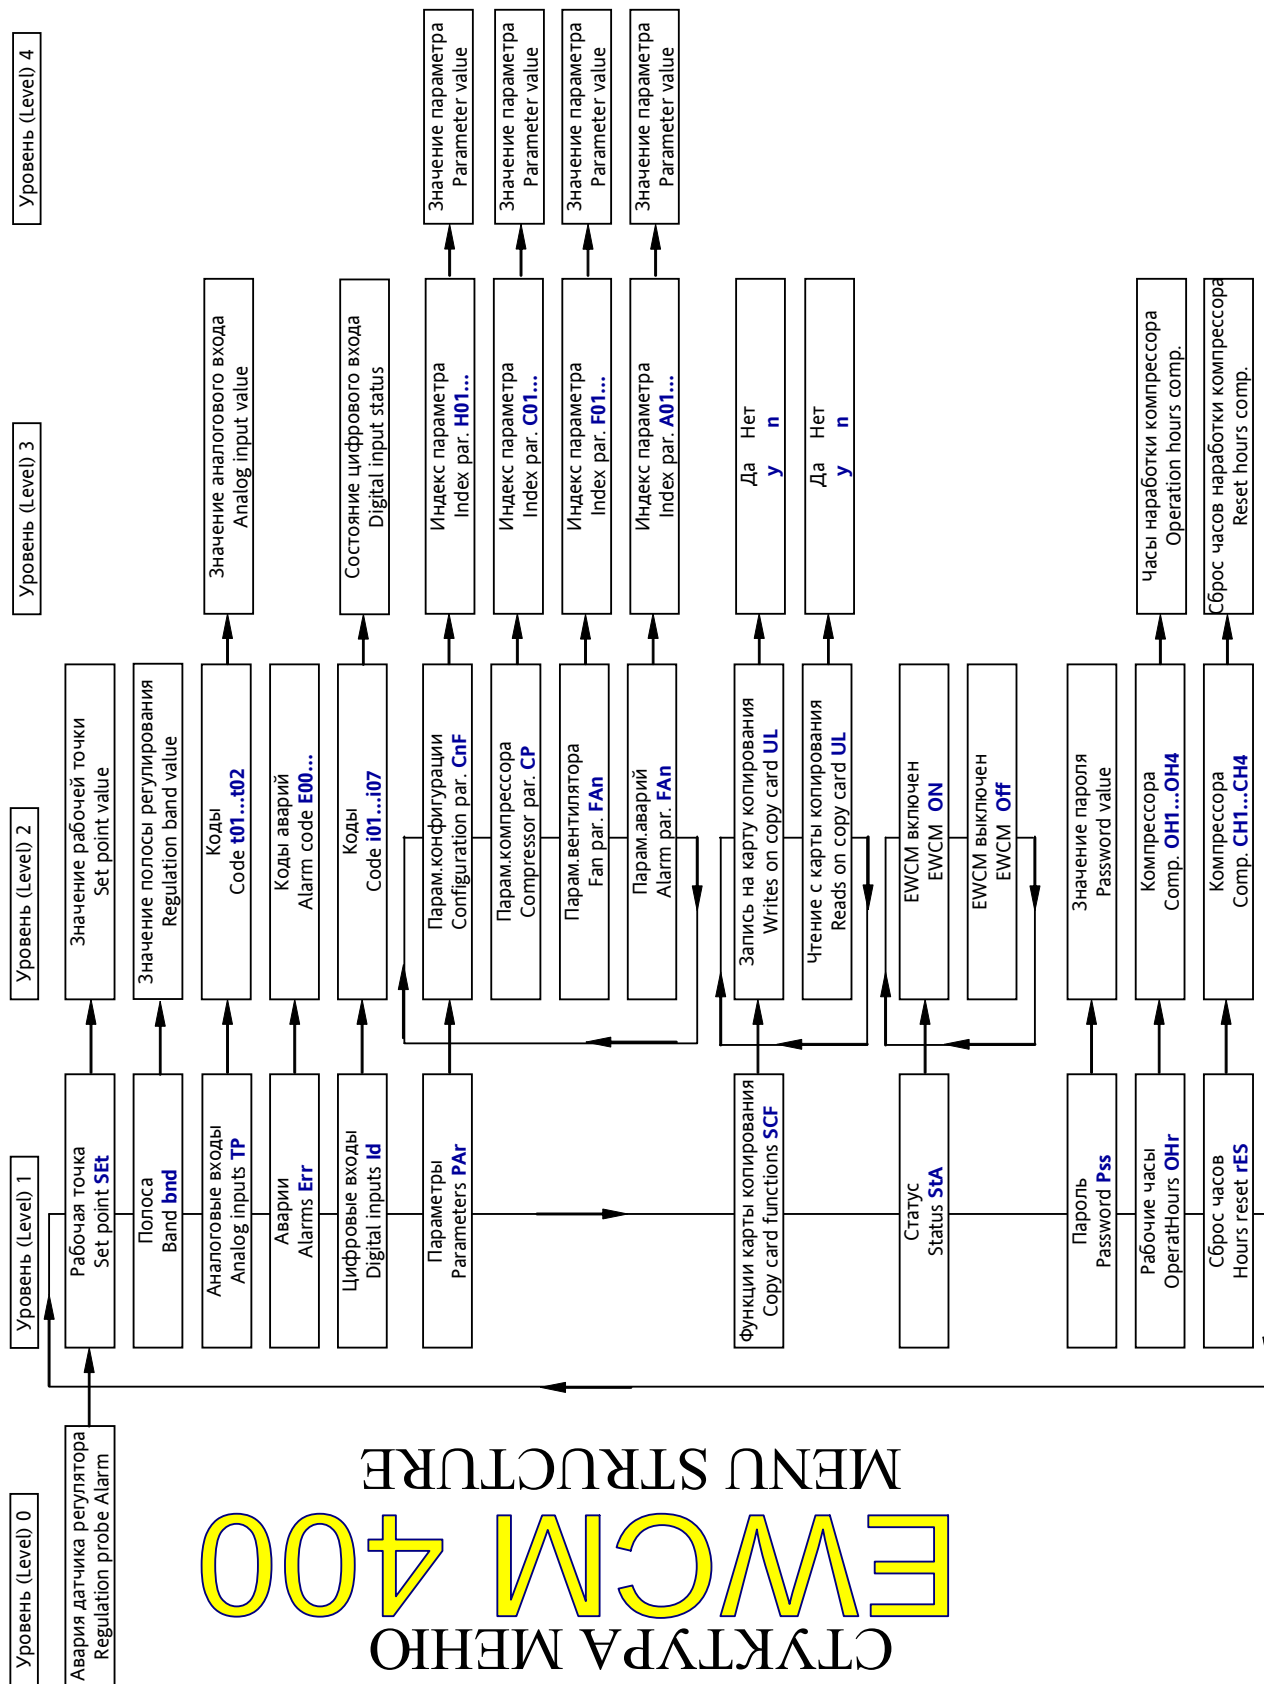 СТУКТУРА МЕНЮ
EWCM 400
MENU STRUCTURE
Уровень (Level) 0
Авария датчика регулятора
Regulation probe Alarm
Уровень (Level) 1
Рабочая точка
Set point SEt
Полоса
Band bnd
Аналоговые входы
Analog inputs TP
Аварии
Alarms Err
Цифровые входы
Digital inputs Id
Параметры
Parameters PAr
Функции карты копирования
Copy card functions SCF
Статус
Status StA
Пароль
Password Pss
Рабочие часы
OperatHours OHr
Сброс часов
Hours reset rES
Уровень (Level) 2
Значение рабочей точки
Set point value
Значение полосы регулирования
Regulation band value
Коды
Code t01...t02
Коды аварий
Alarm code E00...
Коды
Code i01...i07
Парам.конфигурации
Configuration par. CnF
Парам.компрессора
Compressor par. CP
Парам.вентилятора
Fan par. FAn
Парам.аварий
Alarm par. FAn
Запись на карту копирования
Writes on copy card UL
Чтение с карты копирования
Reads on copy card UL
EWCM включен
EWCM ON
EWCM выключен
EWCM Off
Значение пароля
Password value
Компрессора
Comp. OH1...OH4
Компрессора
Comp. CH1...CH4
Уровень (Level) 3
Значение аналогового входа
Analog input value
Состояние цифрового входа
Digital input status
Индекс параметра
Index par. H01...
Индекс параметра
Index par. C01...
Индекс параметра
Index par. F01...
Индекс параметра
Index par. A01...
Да Нет
y n
Да Нет
y n
Часы наработки компрессора
Operation hours comp.
Сброс часов наработки компрессора
Reset hours comp.
Уровень (Level) 4
Значение параметра
Parameter value
Значение параметра
Parameter value
Значение параметра
Parameter value
Значение параметра
Parameter value